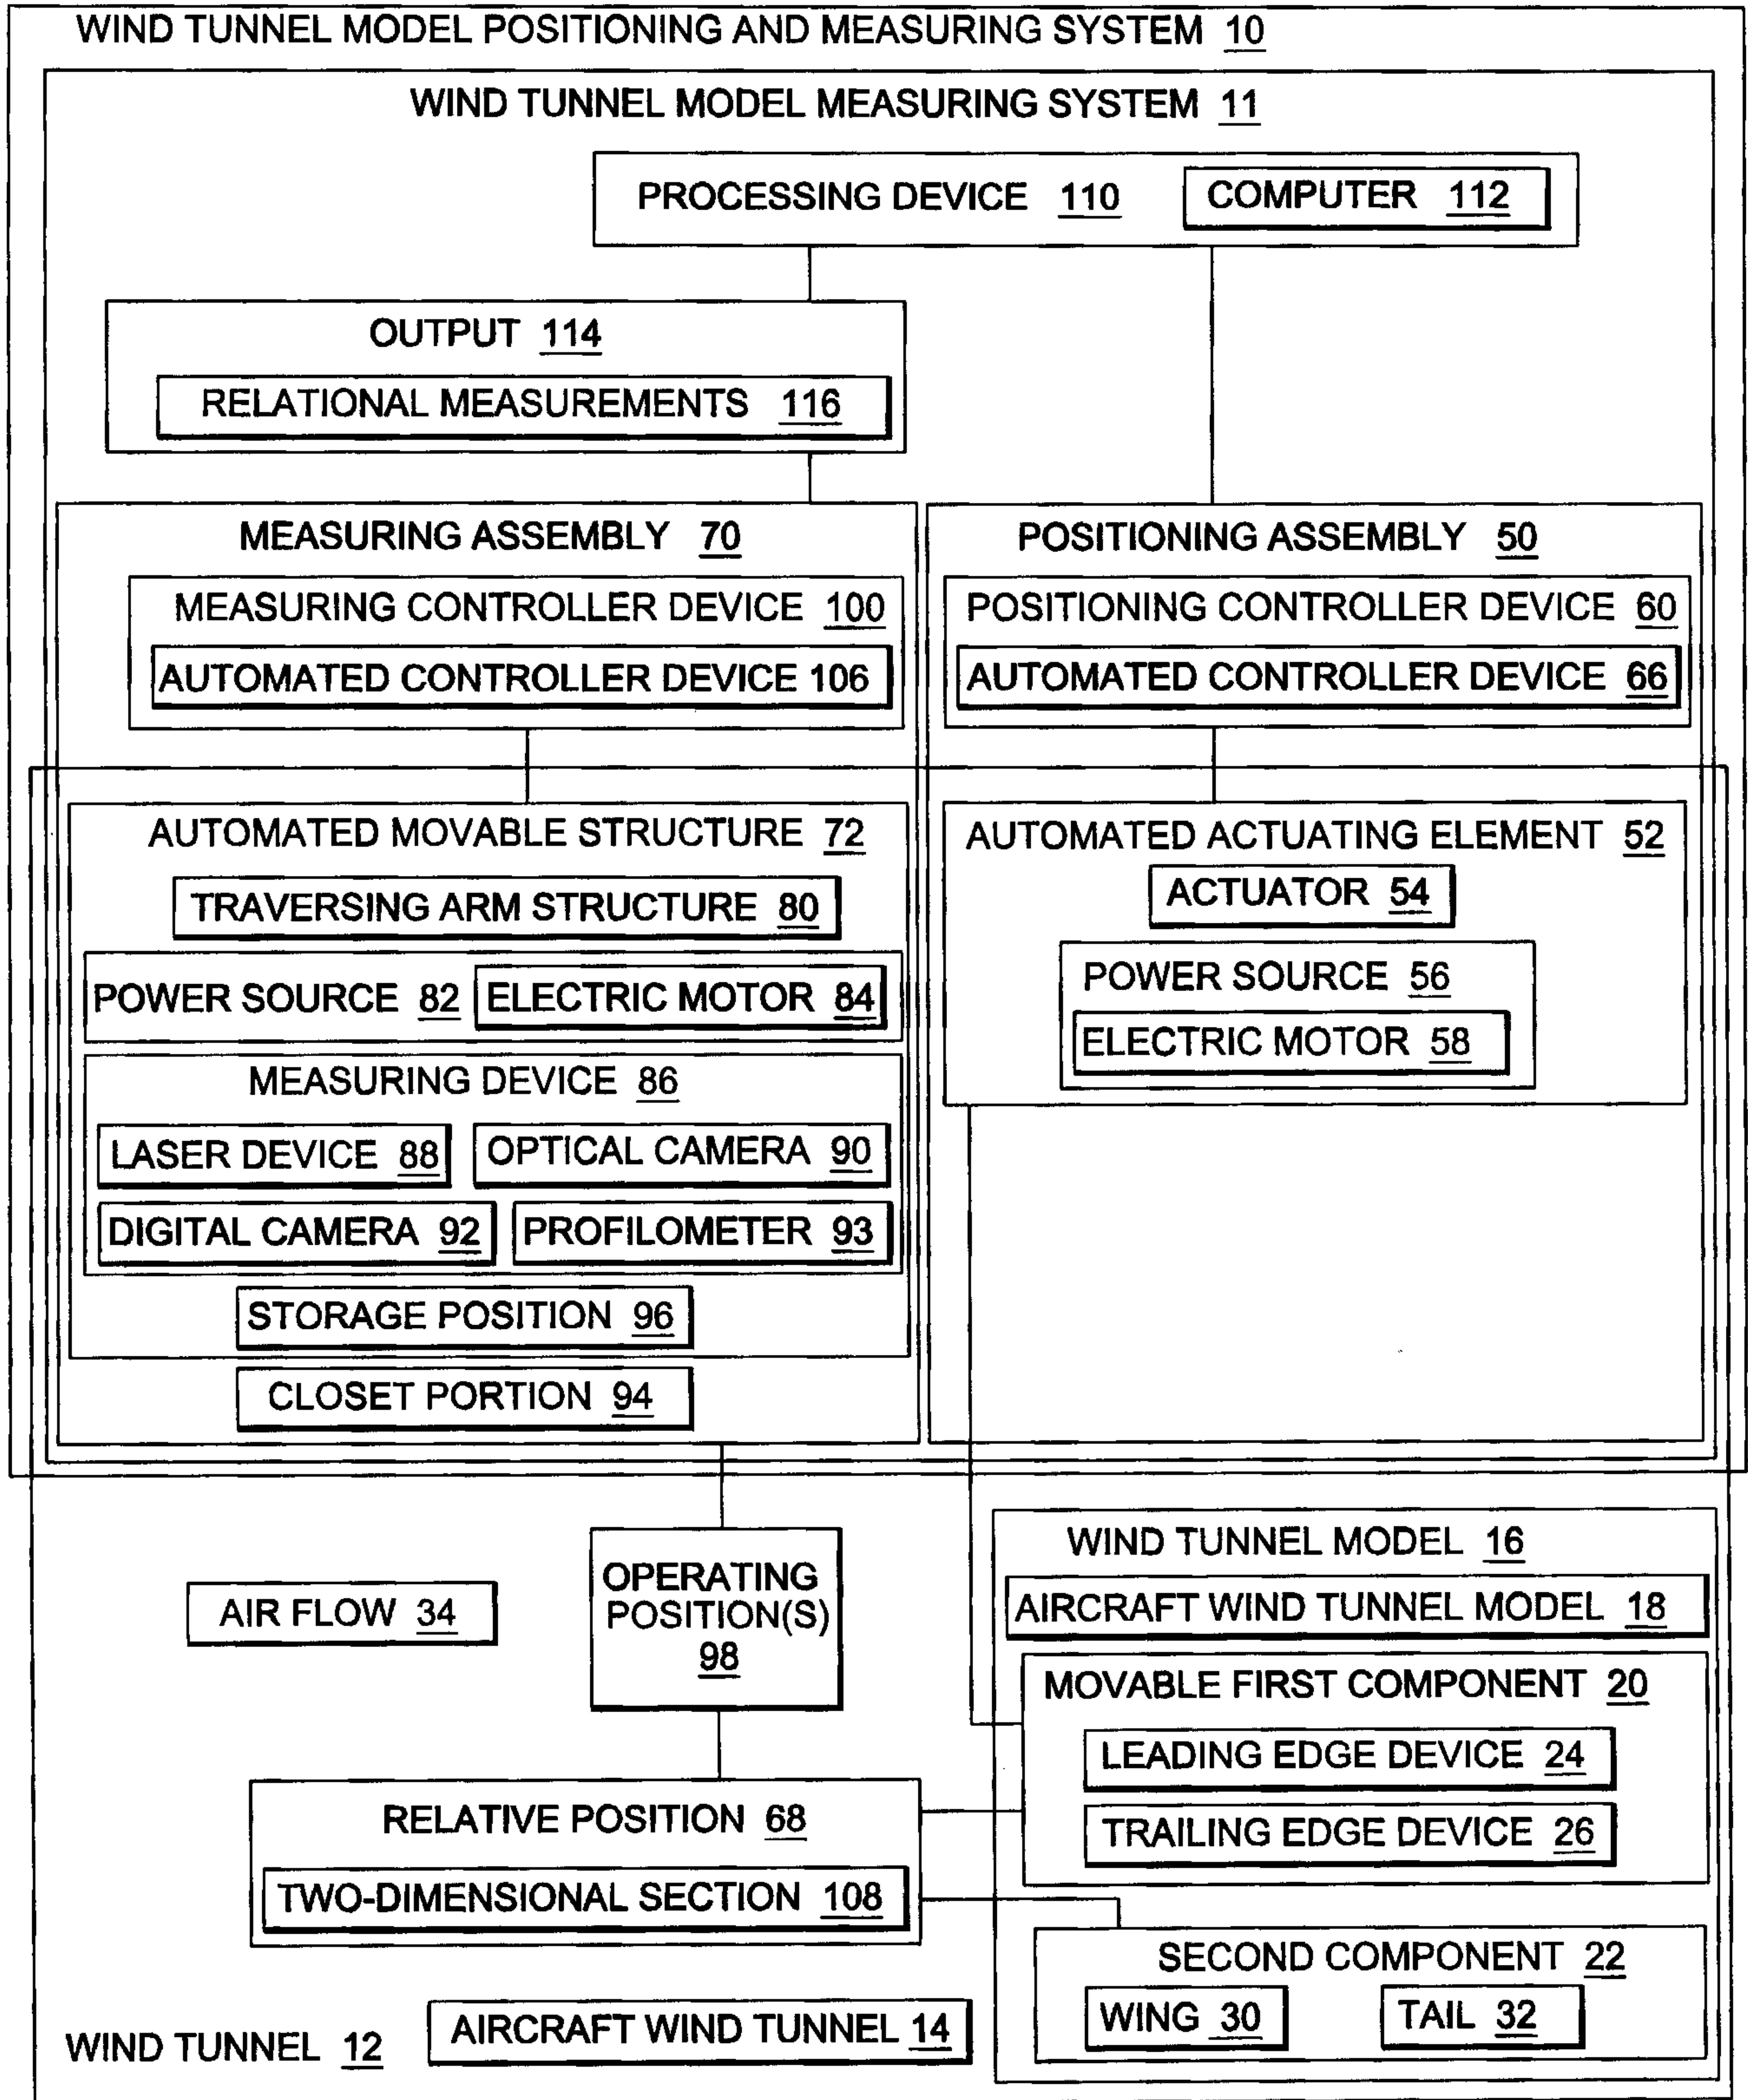 WIND TUNNEL MODEL POSITIONING AND MEASURING SYSTEM 10
WIND TUNNEL MODEL MEASURING SYSTEM 11
PROCESSING DEVICE 110
COMPUTER 112
OUTPUT 114
RELATIONAL MEASUREMENTS 116
MEASURING ASSEMBLY 70
MEASURING CONTROLLER DEVICE 100
AUTOMATED CONTROLLER DEVICE 106
POSITIONING ASSEMBLY 50
POSITIONING CONTROLLER DEVICE 60
AUTOMATED CONTROLLER DEVICE 66
AUTOMATED MOVABLE STRUCTURE 72
TRAVERSING ARM STRUCTURE 80
POWER SOURCE 82
ELECTRIC MOTOR 84
MEASURING DEVICE 86
LASER DEVICE 88
OPTICAL CAMERA 90
DIGITAL CAMERA 92
PROFILOMETER 93
STORAGE POSITION 96
CLOSET PORTION 94
AUTOMATED ACTUATING ELEMENT 52
ACTUATOR 54
POWER SOURCE 56
ELECTRIC MOTOR 58
AIR FLOW 34
OPERATING
POSITION(S)
98
RELATIVE POSITION 68
TWO-DIMENSIONAL SECTION 108
WIND TUNNEL MODEL 16
AIRCRAFT WIND TUNNEL MODEL 18
MOVABLE FIRST COMPONENT 20
LEADING EDGE DEVICE 24
TRAILING EDGE DEVICE 26
SECOND COMPONENT 22
WING 30
TAIL 32
WIND TUNNEL 12
AIRCRAFT WIND TUNNEL 14